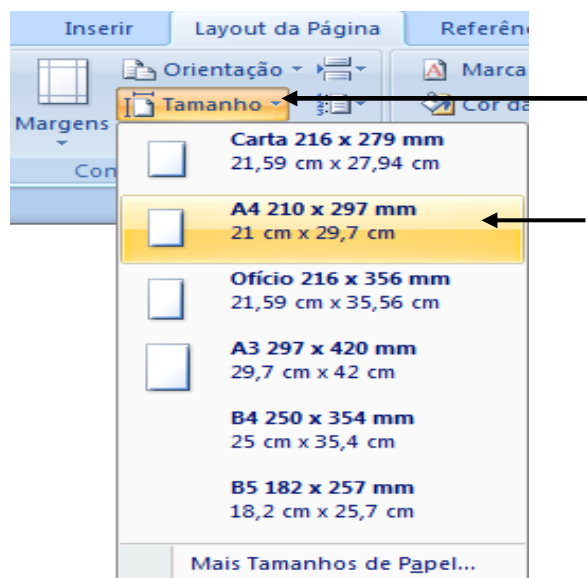 Inserir Layout da Página
Orientação
Marca
Tamanho
Cor da
Margens
Carta 216 x 279 mm
21,59 cm x 27,94 cm
A4 210 x 297 mm
21 cm x 29,7 cm
Ofício 216 x 356 mm
21,59 cm x 35,56 cm
A3 297 x 420 mm
29,7 cm x 42 cm
B4 250 x 354 mm
25 cm x 35,4 cm
B5 182 x 257 mm
18,2 cm x 25,7 cm
Mais Tamanhos de Papel...